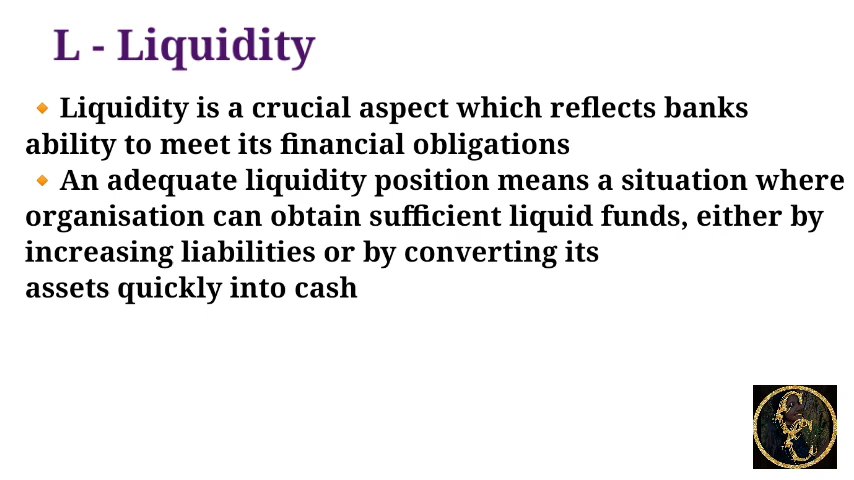 L - Liquidity
🔸Liquidity is a crucial aspect which reflects banks
ability to meet its financial obligations
🔸An adequate liquidity position means a situation where
organisation can obtain sufficient liquid funds, either by
increasing liabilities or by converting its
assets quickly into cash